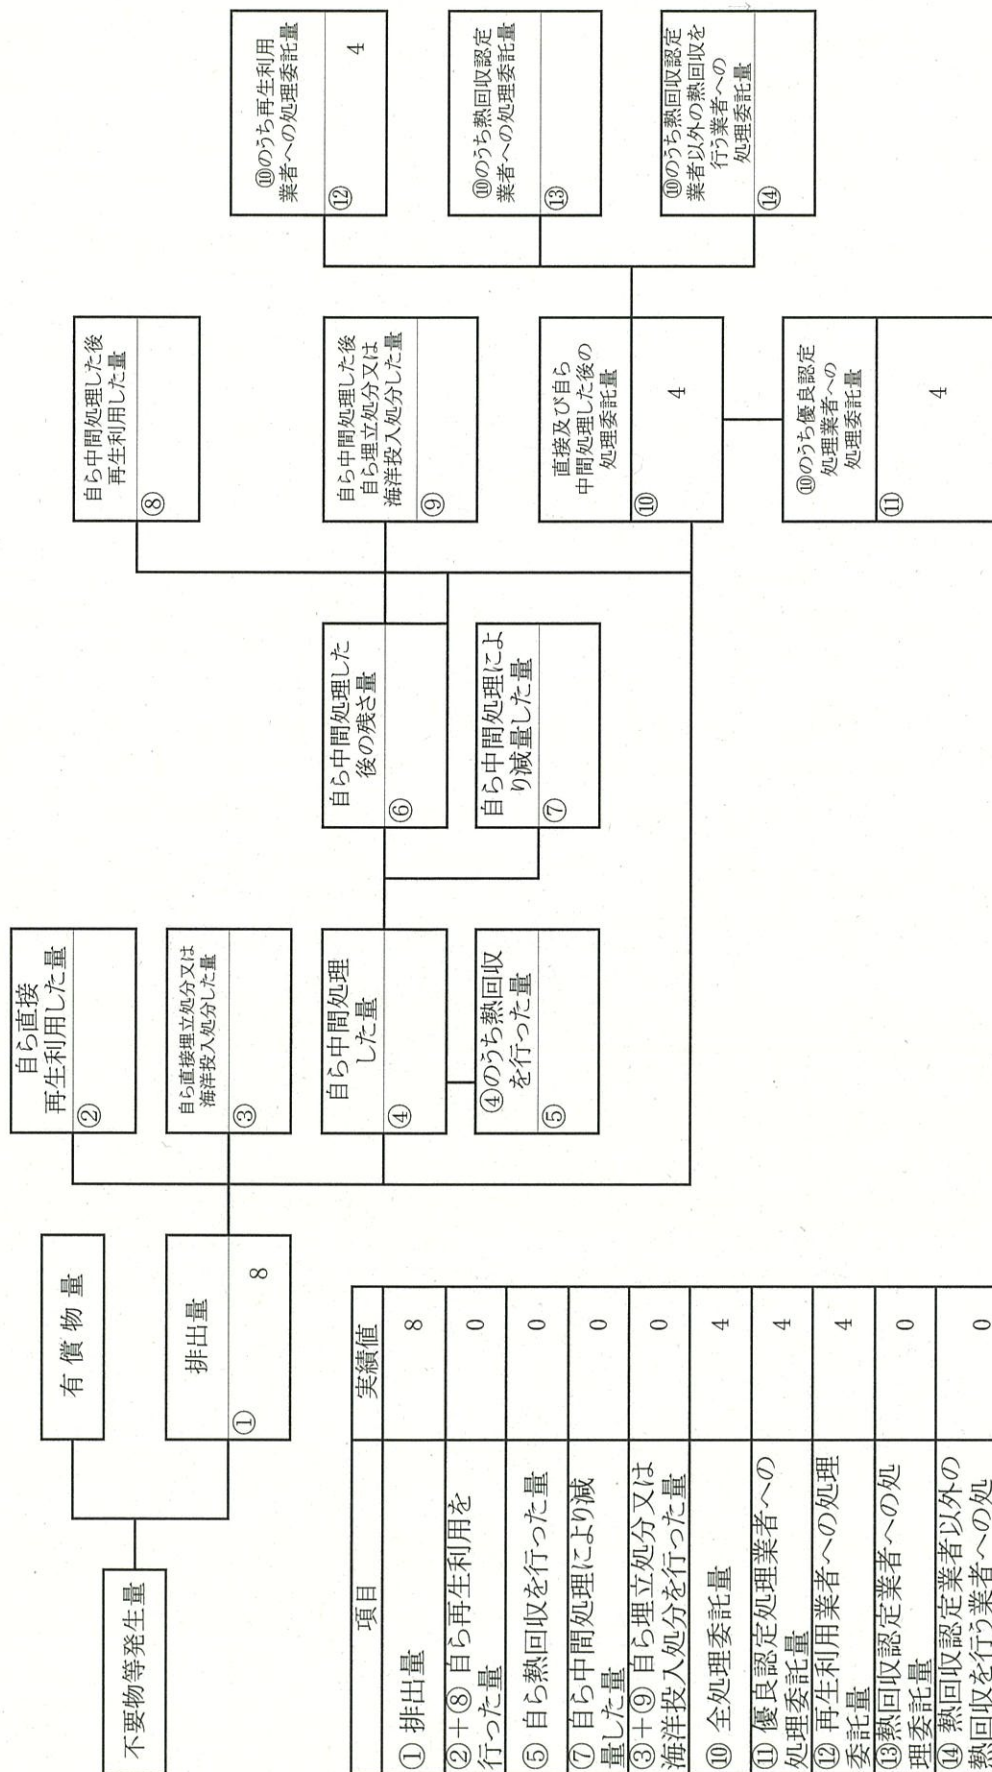 不要物等発生量
有償物量
排出量
①
8
自ら直接
再生利用した量
②
自ら直接埋立処分又は
海洋投入処分した量
③
自ら中間処理
した量
④
④のうち熱回収
を行った量
⑤
自ら中間処理した
後の残さ量
⑥
自ら中間処理によ
り減量した量
⑦
自ら中間処理した後
再生利用した量
⑧
自ら中間処理した後
自ら埋立処分又は
海洋投入処分した量
⑨
直接及び自ら
中間処理した後の
処理委託量
⑩
4
⑩のうち優良認定
処理業者への
処理委託量
⑪
4
⑩のうち再生利用
業者への処理委託量
⑫
4
⑩のうち熱回収認定
業者への処理委託量
⑬
⑩のうち熱回収認定
業者以外の熱回収を
行う業者への
処理委託量
⑭
項目 実績値
① 排出量 8
②+⑧ 自ら再生利用を
行った量 0
⑤ 自ら熱回収を行った量 0
⑦ 自ら中間処理により減
量した量 0
③+⑨ 自ら埋立処分又は
海洋投入処分を行った量 0
⑩ 全処理委託量 4
⑪ 優良認定処理業者への
処理委託量 4
⑫ 再生利用業者への処理
委託量 4
⑬熱回収認定業者への処
理委託量 0
⑭ 熱回収認定業者以外の
熱回収を行う業者への処 0